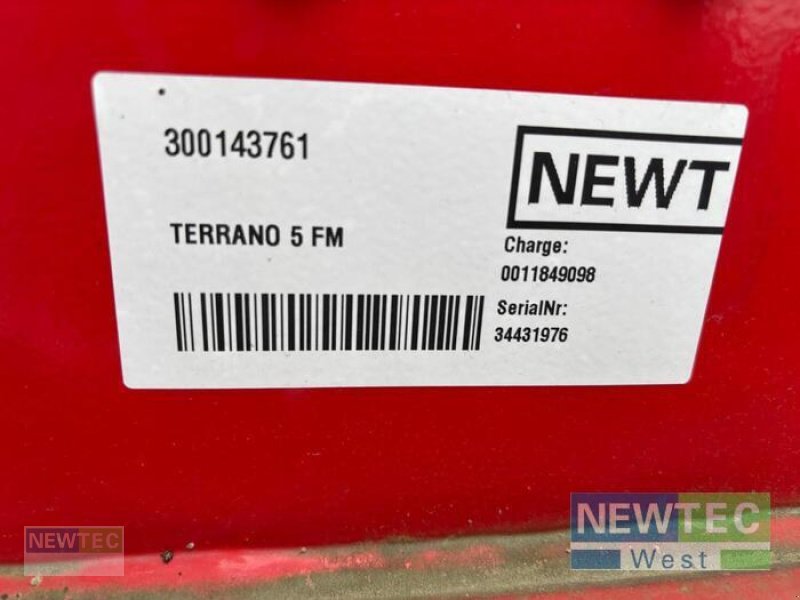 300143761
NEWT
TERRANO 5 FM
Charge:
0011849098
SerialNr:
34431976
NEWTEC
NEWTEC
West